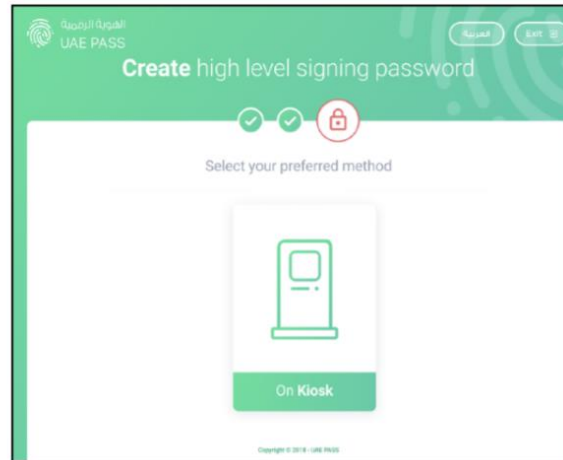 الهوية الرقمية
UAE PASS
العربية
Exit
Create high level signing password
Select your preferred method
On Kiosk
Copyright © 2018 - UAE PASS